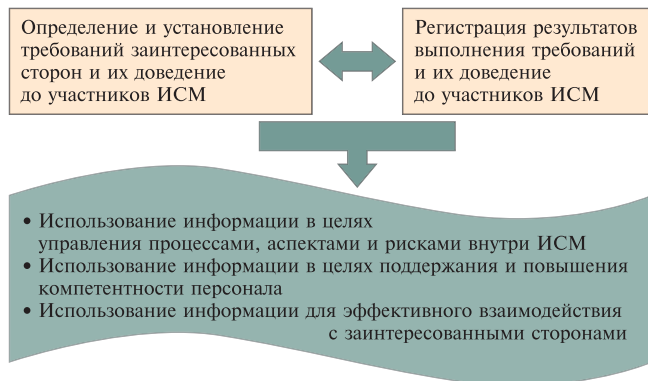 Определение и установление
требований заинтересованных
сторон и их доведение
до участников ИСМ
Регистрация результатов
выполнения требований
и их доведение
до участников ИСМ
• Использование информации в целях
управления процессами, аспектами и рисками внутри ИСМ
• Использование информации в целях поддержания и повышения
компетентности персонала
• Использование информации для эффективного взаимодействия
с заинтересованными сторонами